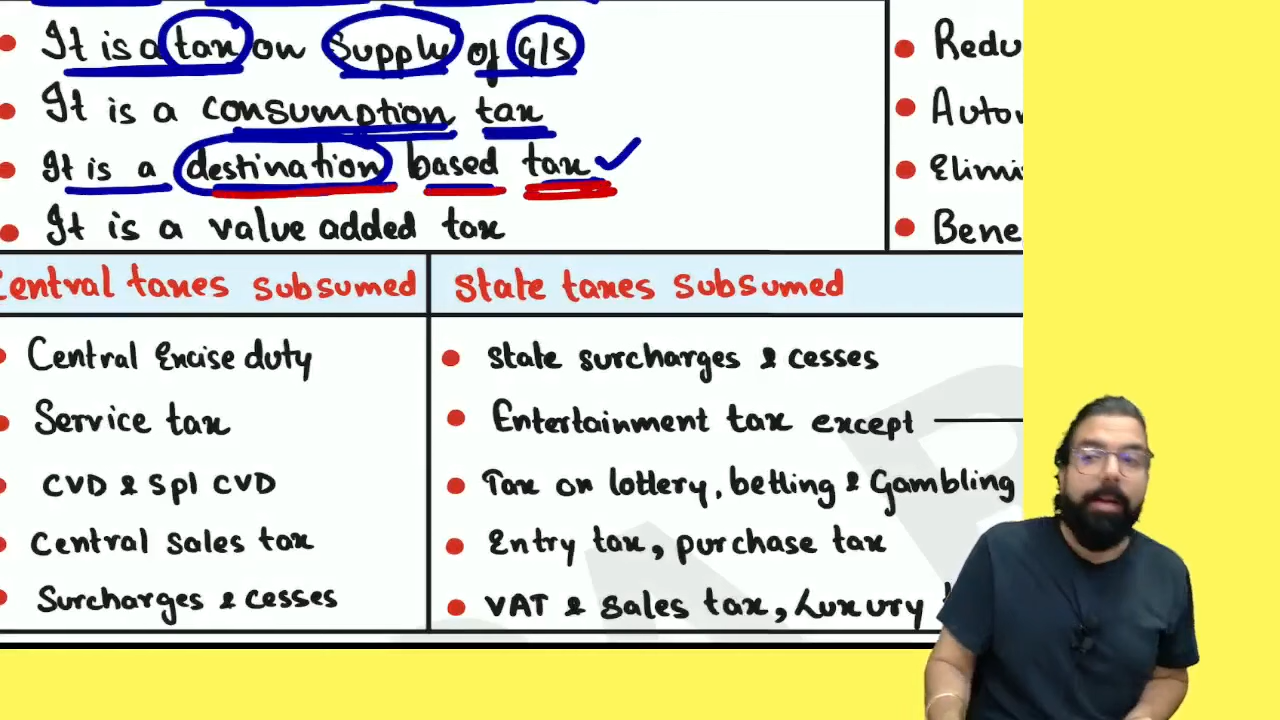 It is a tax on Supply of G/S
It is a consumption tax
It is a destination based tax
It is a value added tax
Redu
Autom
Elimi
Bene
Central taxes subsumed
State taxes subsumed
Central Excise duty
Service tax
CVD & Spl CVD
Central Sales tax
Surcharges & cesses
State surcharges & cesses
Entertainment tax except
Tax on lottery, betting & Gambling
Entry tax, purchase tax
VAT & Sales tax, Luxury